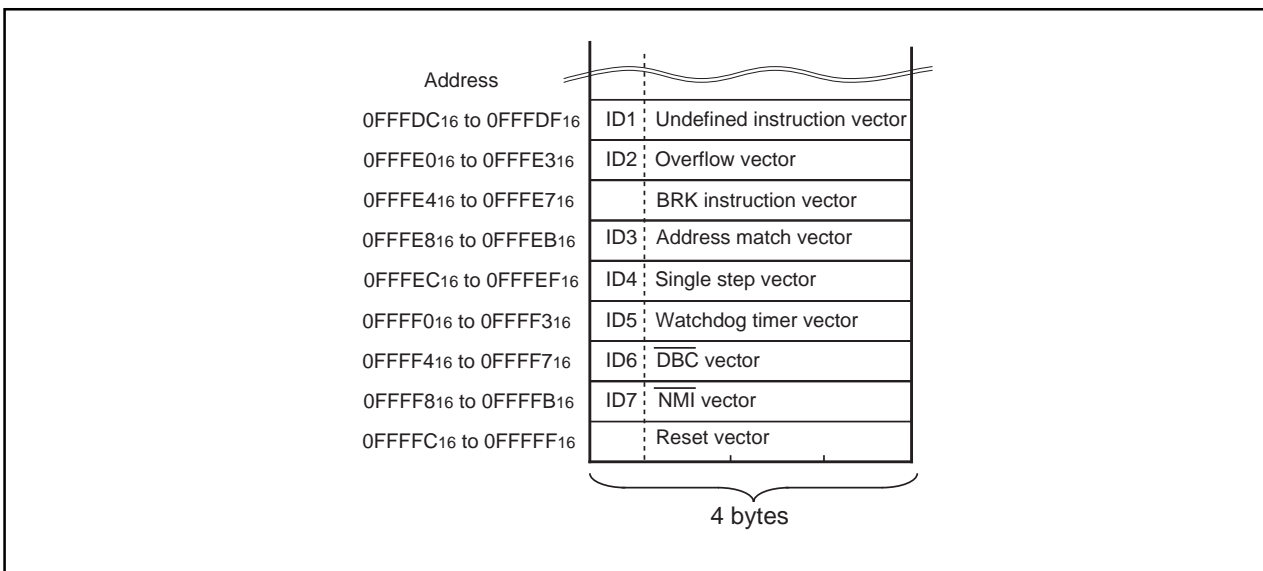 Address
0FFFDC16 to 0FFFDF16 ID1 Undefined instruction vector
0FFFE016 to 0FFFE316 ID2 Overflow vector
0FFFE416 to 0FFFE716 BRK instruction vector
0FFFE816 to 0FFFEB16 ID3 Address match vector
0FFFEC16 to 0FFFEF16 ID4 Single step vector
0FFFF016 to 0FFFF316 ID5 Watchdog timer vector
0FFFF416 to 0FFFF716 ID6 D̅B̅C̅ vector
0FFFF816 to 0FFFFB16 ID7 N̅M̅I̅ vector
0FFFFC16 to 0FFFFF16 Reset vector
4 bytes